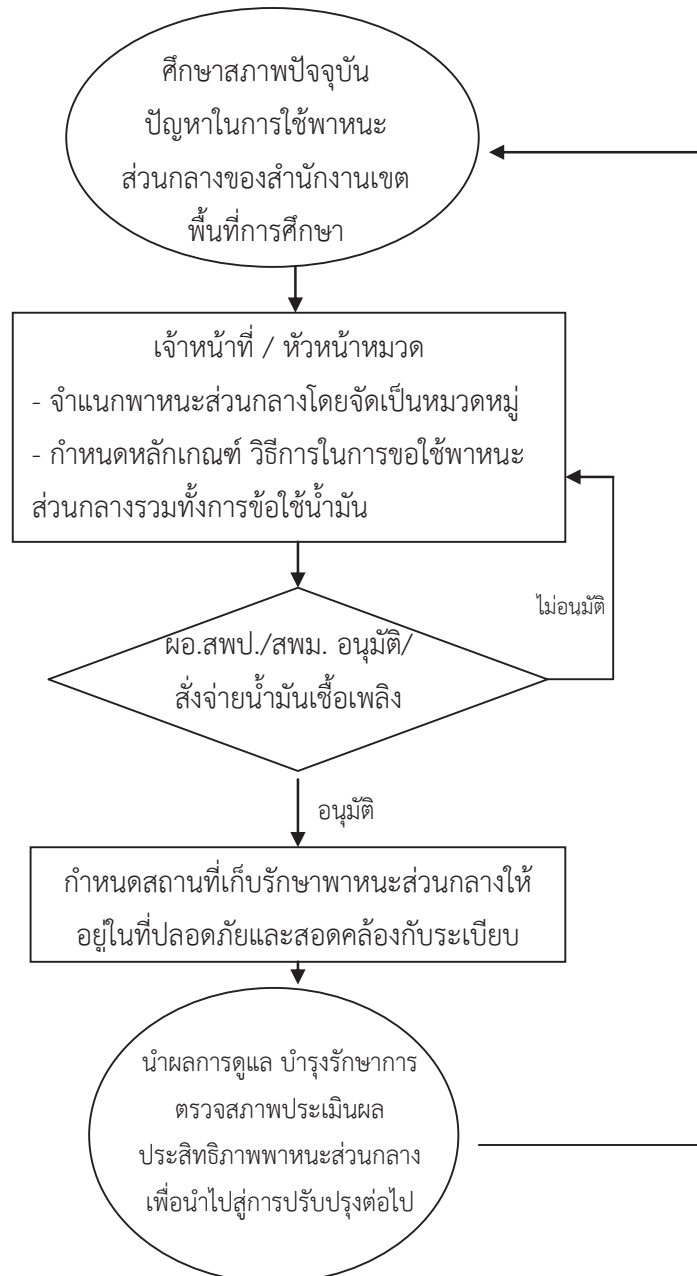 ศึกษาสภาพปัจจุบัน
ปัญหาในการใช้พาหนะ
ส่วนกลางของสำนักงานเขต
พื้นที่การศึกษา
เจ้าหน้าที่ / หัวหน้าหมวด
- จำแนกพาหนะส่วนกลางโดยจัดเป็นหมวดหมู่
- กำหนดหลักเกณฑ์ วิธีการในการขอใช้พาหนะ
ส่วนกลางรวมทั้งการข้อใช้น้ำมัน
ไม่อนุมัติ
ผอ.สพป./สพม. อนุมัติ/
สั่งจ่ายน้ำมันเชื้อเพลิง
อนุมัติ
กำหนดสถานที่เก็บรักษาพาหนะส่วนกลางให้
อยู่ในที่ปลอดภัยและสอดคล้องกับระเบียบ
นำผลการดูแล บำรุงรักษาการ
ตรวจสภาพประเมินผล
ประสิทธิภาพพาหนะส่วนกลาง
เพื่อนำไปสู่การปรับปรุงต่อไป